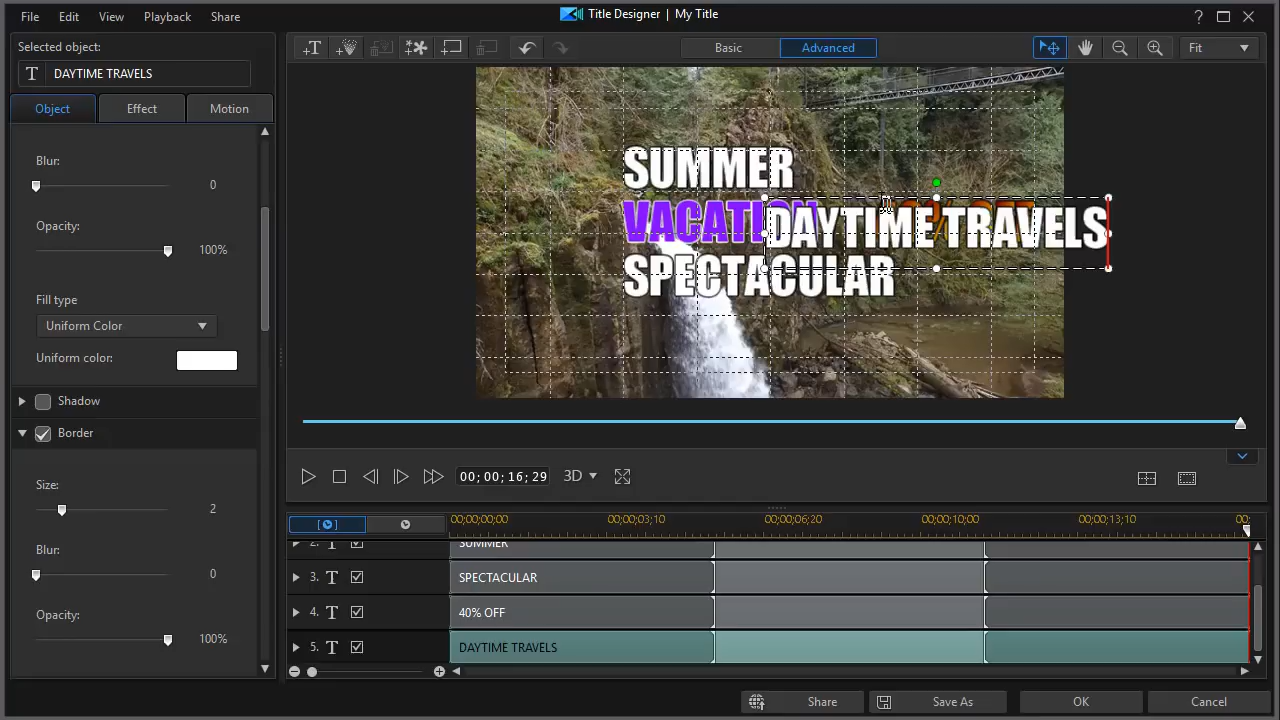 File Edit View Playback Share
Title Designer | My Title
?
Selected object:
T DAYTIME TRAVELS
Object Effect Motion
Blur:
0
Opacity:
100%
Fill type
Uniform Color
Uniform color:
Shadow
Border
Size:
2
Blur:
0
Opacity:
100%
T Basic Advanced Fit
SUMMER
VACATION
DAYTIME TRAVELS
SPECTACULAR
00; 00; 16; 29 3D
00;00;00;00 00;00;03;10 00;00;06;20 00;00;10;00 00;00;13;10 00;
2. T SUMMER
3. T SPECTACULAR
4. T 40% OFF
5. T DAYTIME TRAVELS
Share Save As OK Cancel